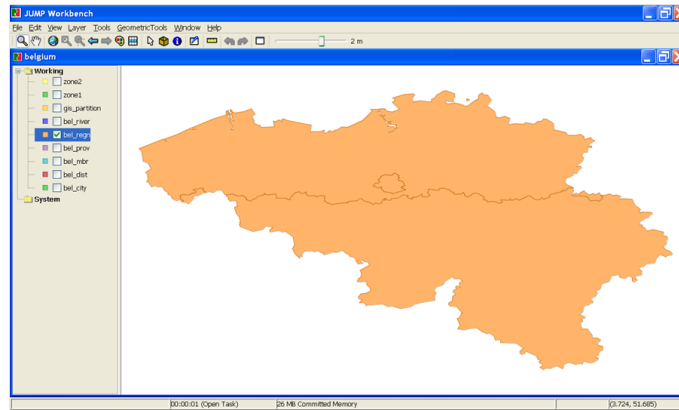 JUMP Workbench
File Edit View Layer Tools GeometricTools Window Help
2 m
belgium
Working
zone2
zone1
gis_partition
bel_river
bel_regn
bel_prov
bel_mbr
bel_dist
bel_city
System
00:00:01 (Open Task) 26 MB Committed Memory (3.724, 51.685)